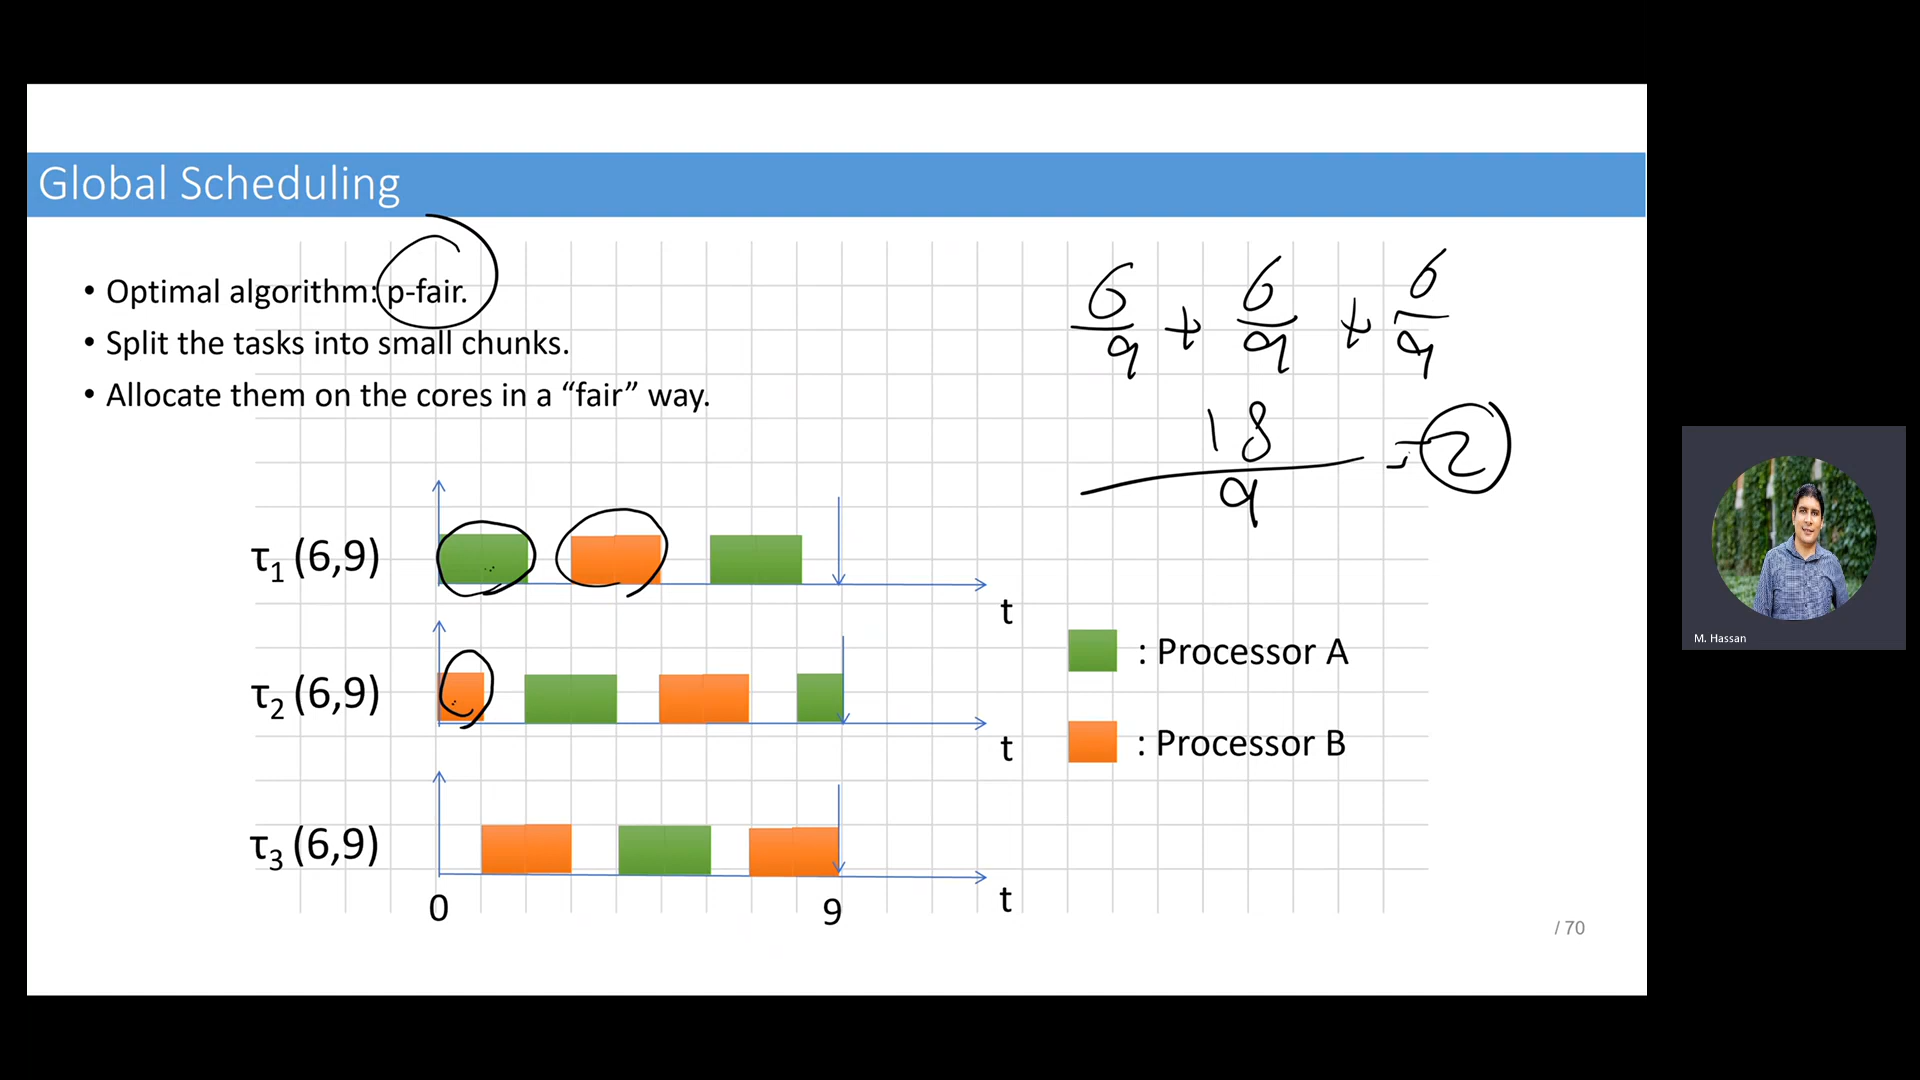 Global Scheduling
• Optimal algorithm: p-fair.
• Split the tasks into small chunks.
• Allocate them on the cores in a “fair” way.
6/9 + 6/9 + 6/9
18/9 = 2
τ1 (6,9)
t
τ2 (6,9)
t
τ3 (6,9)
t
0
9
: Processor A
: Processor B
/ 70
M. Hassan